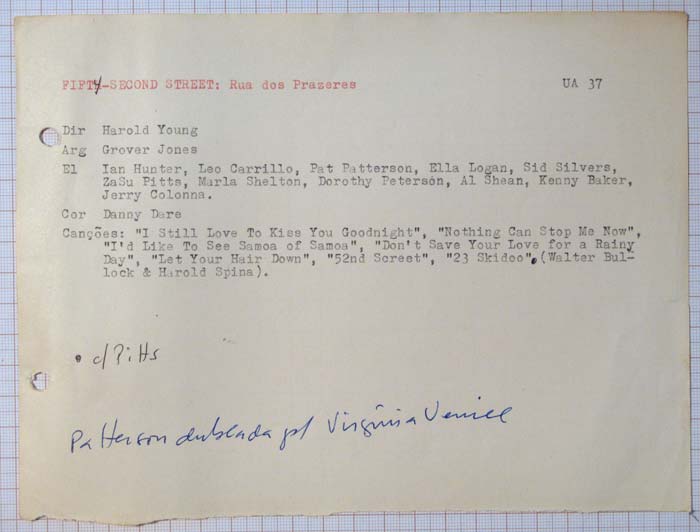 FIFTY-SECOND STREET: Rua dos Prazeres UA 37
Dir Harold Young
Arg Grover Jones
El Ian Hunter, Leo Carrillo, Pat Patterson, Ella Logan, Sid Silvers,
ZaSu Pitts, Marla Shelton, Dorothy Peterson, Al Shean, Kenny Baker,
Jerry Colonna.
Cor Danny Dare
Canções: "I Still Love To Kiss You Goodnight", "Nothing Can Stop Me Now",
"I'd Like To See Samoa of Samoa", "Don't Save Your Love for a Rainy
Day", "Let Your Hair Down", "52nd Screet", "23 Skidoo". (Walter Bul-
lock & Harold Spina).
• c/Pitts
Patterson dublada p/ Virgínia Verrill